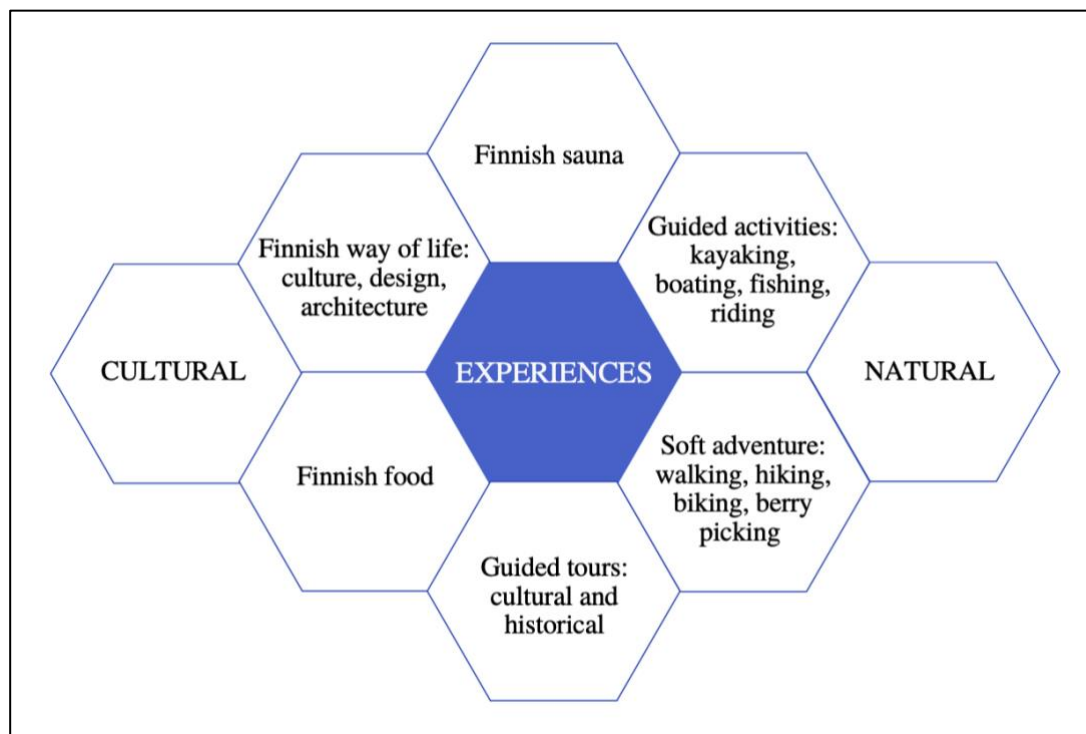 Finnish sauna
Finnish way of life:
culture, design,
architecture
Guided activities:
kayaking,
boating, fishing,
riding
CULTURAL
EXPERIENCES
NATURAL
Finnish food
Soft adventure:
walking, hiking,
biking, berry
picking
Guided tours:
cultural and
historical